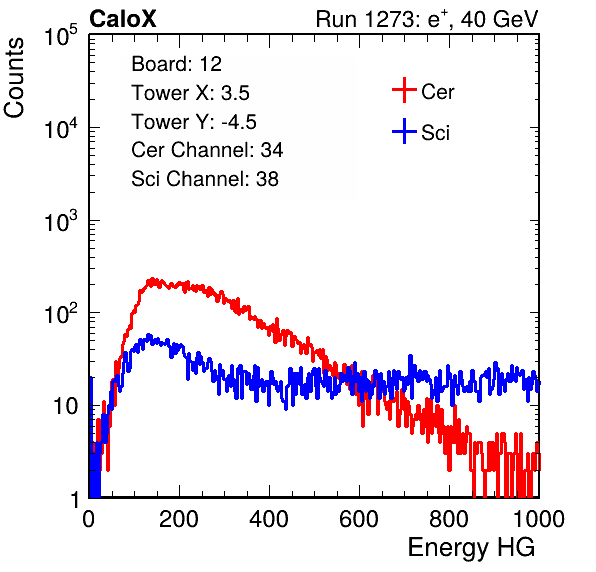 CaloX Run 1273: e⁺, 40 GeV
Counts
Board: 12
Tower X: 3.5
Tower Y: -4.5
Cer Channel: 34
Sci Channel: 38
Cer
Sci
10⁵
10⁴
10³
10²
10
1
0 200 400 600 800 1000
Energy HG